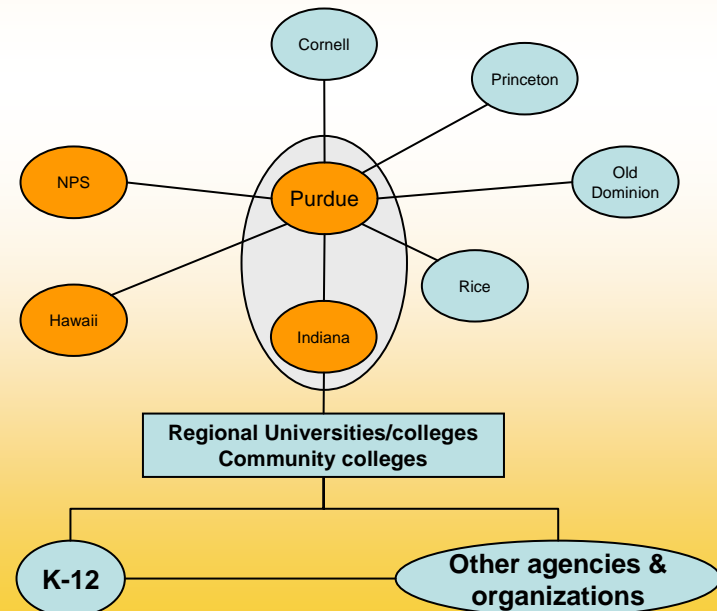 Cornell
Princeton
NPS
Purdue
Old
Dominion
Hawaii
Rice
Indiana
Regional Universities/colleges
Community colleges
K-12
Other agencies &
organizations